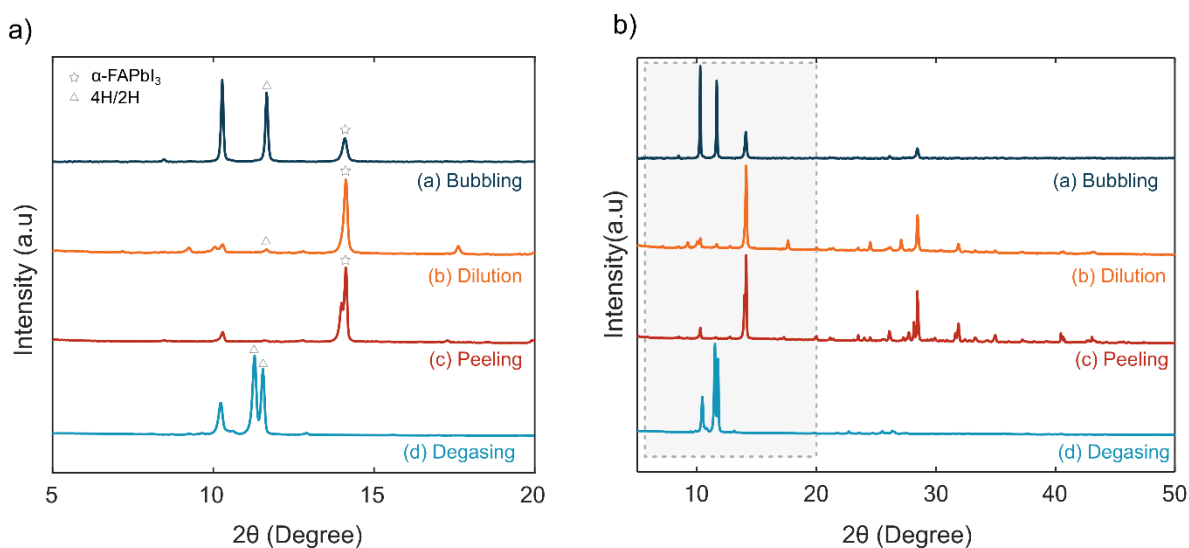 a)
☆ α-FAPbI₃
△ 4H/2H
(a) Bubbling
(b) Dilution
(c) Peeling
(d) Degasing
Intensity (a.u)
5 10 15 20
2θ (Degree)
b)
(a) Bubbling
(b) Dilution
(c) Peeling
(d) Degasing
Intensity(a.u)
10 20 30 40 50
2θ (Degree)